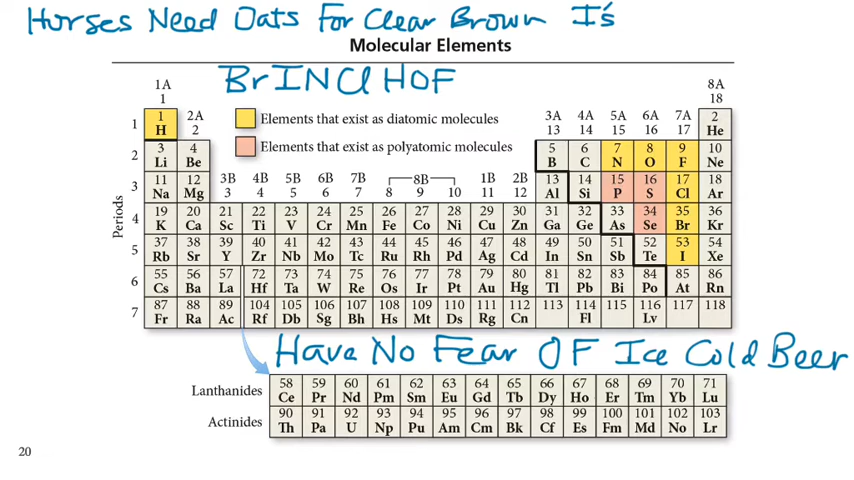 Horses Need Oats For Clear Brown I's
Molecular Elements
BrINClHOF
1A 8A
1 18
Elements that exist as diatomic molecules
Elements that exist as polyatomic molecules
2A 3A 4A 5A 6A 7A
2 13 14 15 16 17
3B 4B 5B 6B 7B 8B 1B 2B
3 4 5 6 7 8 9 10 11 12
Periods
1 1 2
H He
2 3 4 5 6 7 8 9 10
Li Be B C N O F Ne
3 11 12 13 14 15 16 17 18
Na Mg Al Si P S Cl Ar
4 19 20 21 22 23 24 25 26 27 28 29 30 31 32 33 34 35 36
K Ca Sc Ti V Cr Mn Fe Co Ni Cu Zn Ga Ge As Se Br Kr
5 37 38 39 40 41 42 43 44 45 46 47 48 49 50 51 52 53 54
Rb Sr Y Zr Nb Mo Tc Ru Rh Pd Ag Cd In Sn Sb Te I Xe
6 55 56 57 72 73 74 75 76 77 78 79 80 81 82 83 84 85 86
Cs Ba La Hf Ta W Re Os Ir Pt Au Hg Tl Pb Bi Po At Rn
7 87 88 89 104 105 106 107 108 109 110 111 112 113 114 115 116 117 118
Fr Ra Ac Rf Db Sg Bh Hs Mt Ds Rg Cn Fl Lv
Have No Fear OF Ice Cold Beer
Lanthanides 58 59 60 61 62 63 64 65 66 67 68 69 70 71
Ce Pr Nd Pm Sm Eu Gd Tb Dy Ho Er Tm Yb Lu
Actinides 90 91 92 93 94 95 96 97 98 99 100 101 102 103
Th Pa U Np Pu Am Cm Bk Cf Es Fm Md No Lr
20